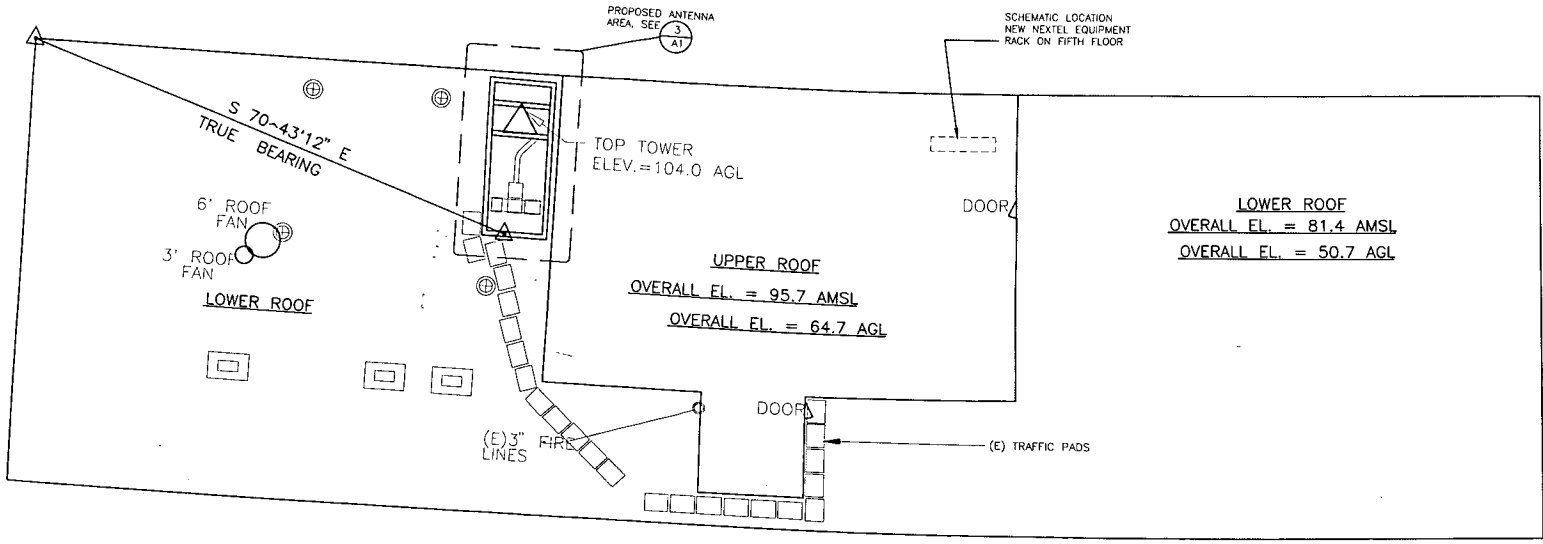 PROPOSED ANTENNA
AREA, SEE
3
A1
SCHEMATIC LOCATION
NEW NEXTEL EQUIPMENT
RACK ON FIFTH FLOOR
S 70~43'12" E
TRUE BEARING
TOP TOWER
ELEV.=104.0 AGL
6' ROOF
FAN
3' ROOF
FAN
LOWER ROOF
UPPER ROOF
OVERALL EL. = 95.7 AMSL
OVERALL EL. = 64.7 AGL
DOOR
LOWER ROOF
OVERALL EL. = 81.4 AMSL
OVERALL EL. = 50.7 AGL
DOOR
(E)3" FIRE
LINES
(E) TRAFFIC PADS